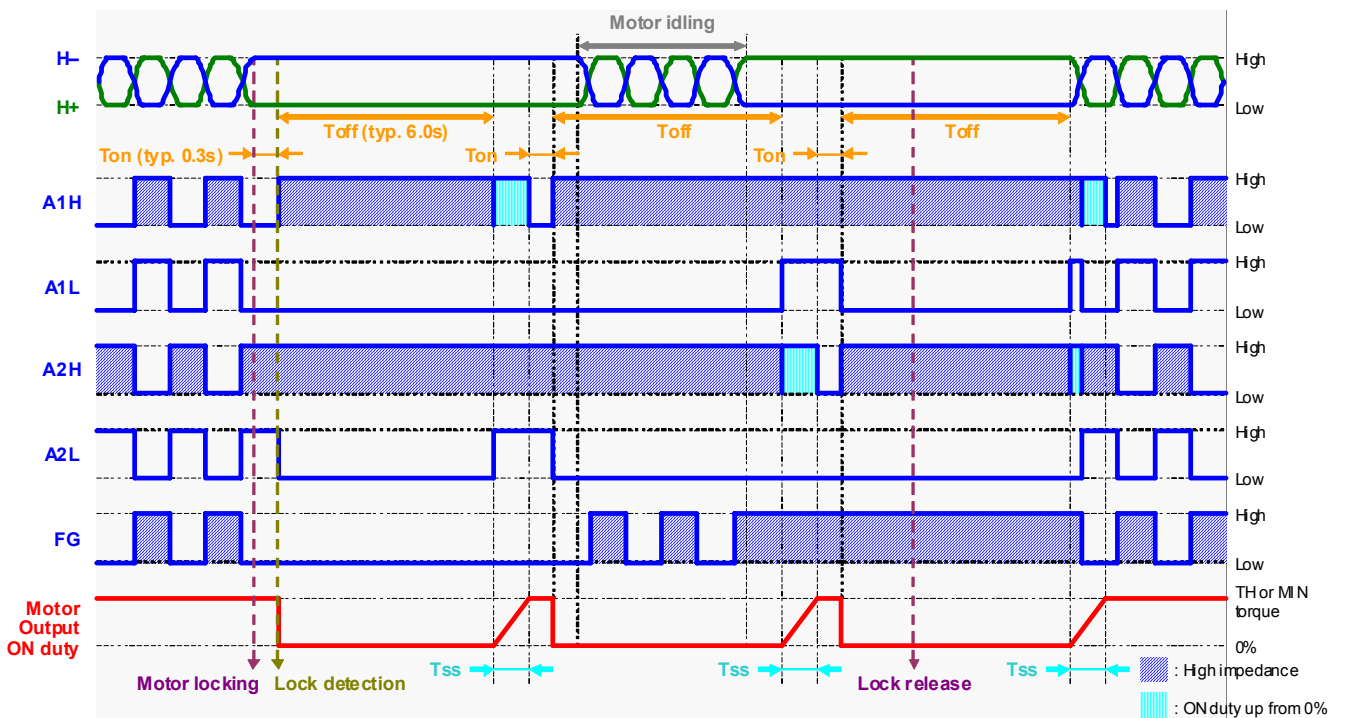 Motor idling
H–
High
H+
Low
Toff (typ. 6.0s)
Toff
Toff
Ton (typ. 0.3s)
Ton
Ton
A1H
High
Low
A1L
High
Low
A2H
High
Low
A2L
High
Low
FG
High
Low
Motor
Output
ON duty
TH or MIN
torque
0%
Tss
Tss
Tss
Motor locking
Lock detection
Lock release
: High impedance
: ON duty up from 0%